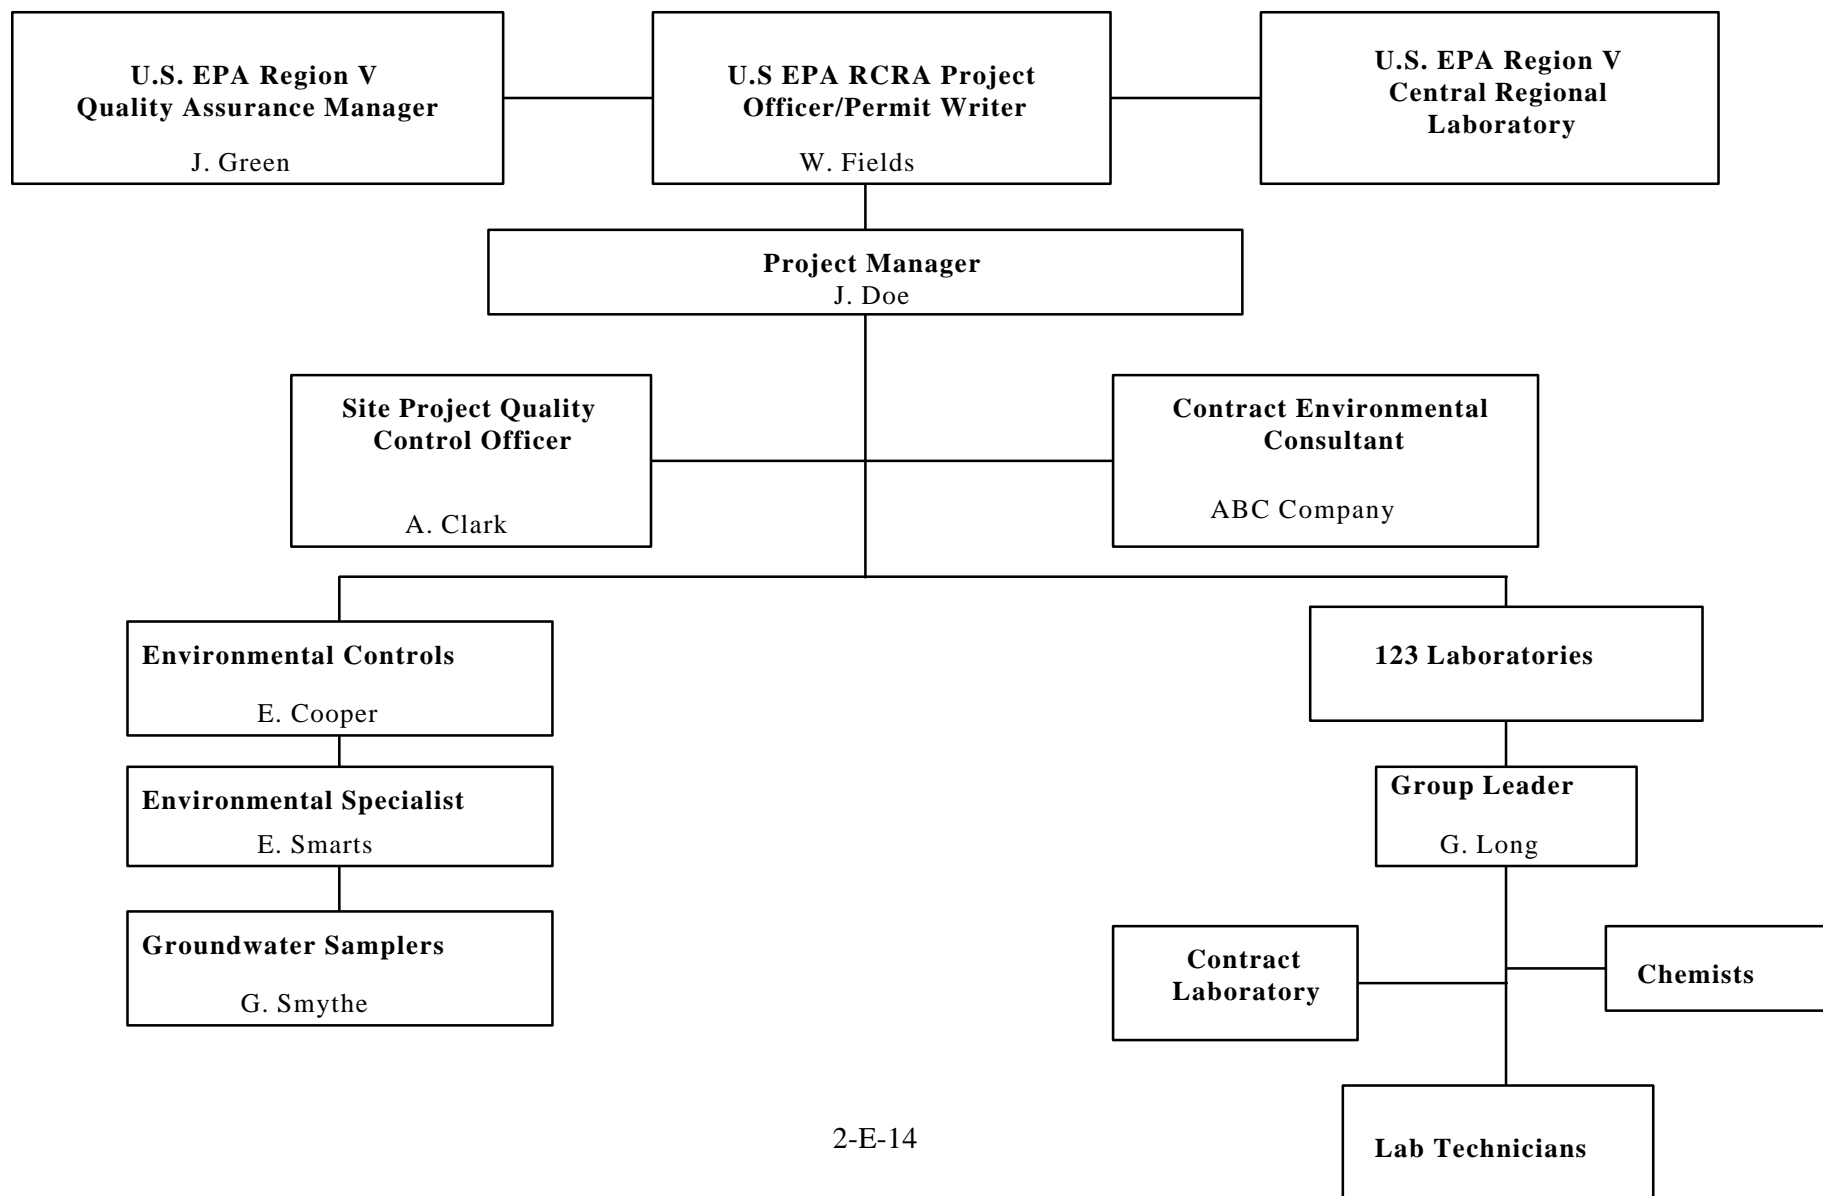 U.S. EPA Region V
Quality Assurance Manager
J. Green
U.S EPA RCRA Project
Officer/Permit Writer
W. Fields
U.S. EPA Region V
Central Regional
Laboratory
Project Manager
J. Doe
Site Project Quality
Control Officer
A. Clark
Contract Environmental
Consultant
ABC Company
Environmental Controls
E. Cooper
123 Laboratories
Environmental Specialist
E. Smarts
Group Leader
G. Long
Groundwater Samplers
G. Smythe
Contract
Laboratory
Chemists
Lab Technicians
2-E-14